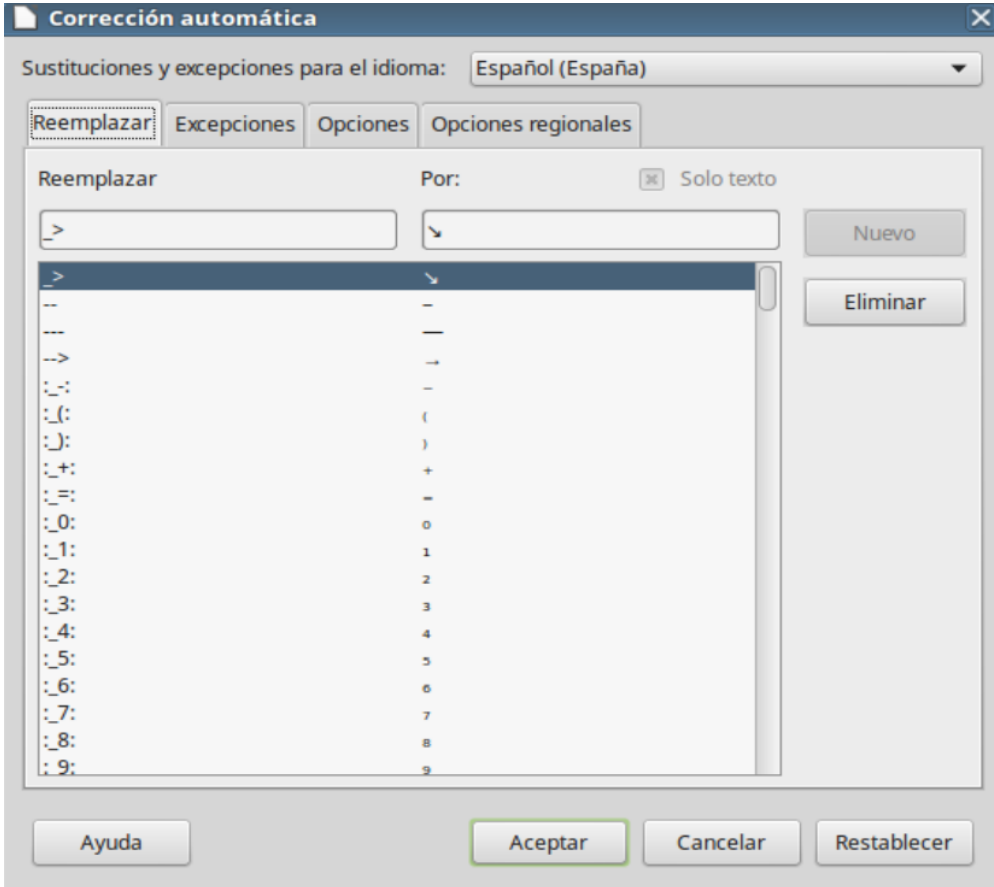 Corrección automática
Sustituciones y excepciones para el idioma: Español (España)
Reemplazar Excepciones Opciones Opciones regionales
Reemplazar Por: Solo texto
_> ↘ Nuevo
_> ↘
-- – Eliminar
--- —
--> →
:_-: ₋
:_(: ₍
:_): ₎
:_+: ₊
:_=: ₌
:_0: ₀
:_1: ₁
:_2: ₂
:_3: ₃
:_4: ₄
:_5: ₅
:_6: ₆
:_7: ₇
:_8: ₈
:_9: ₉
Ayuda Aceptar Cancelar Restablecer